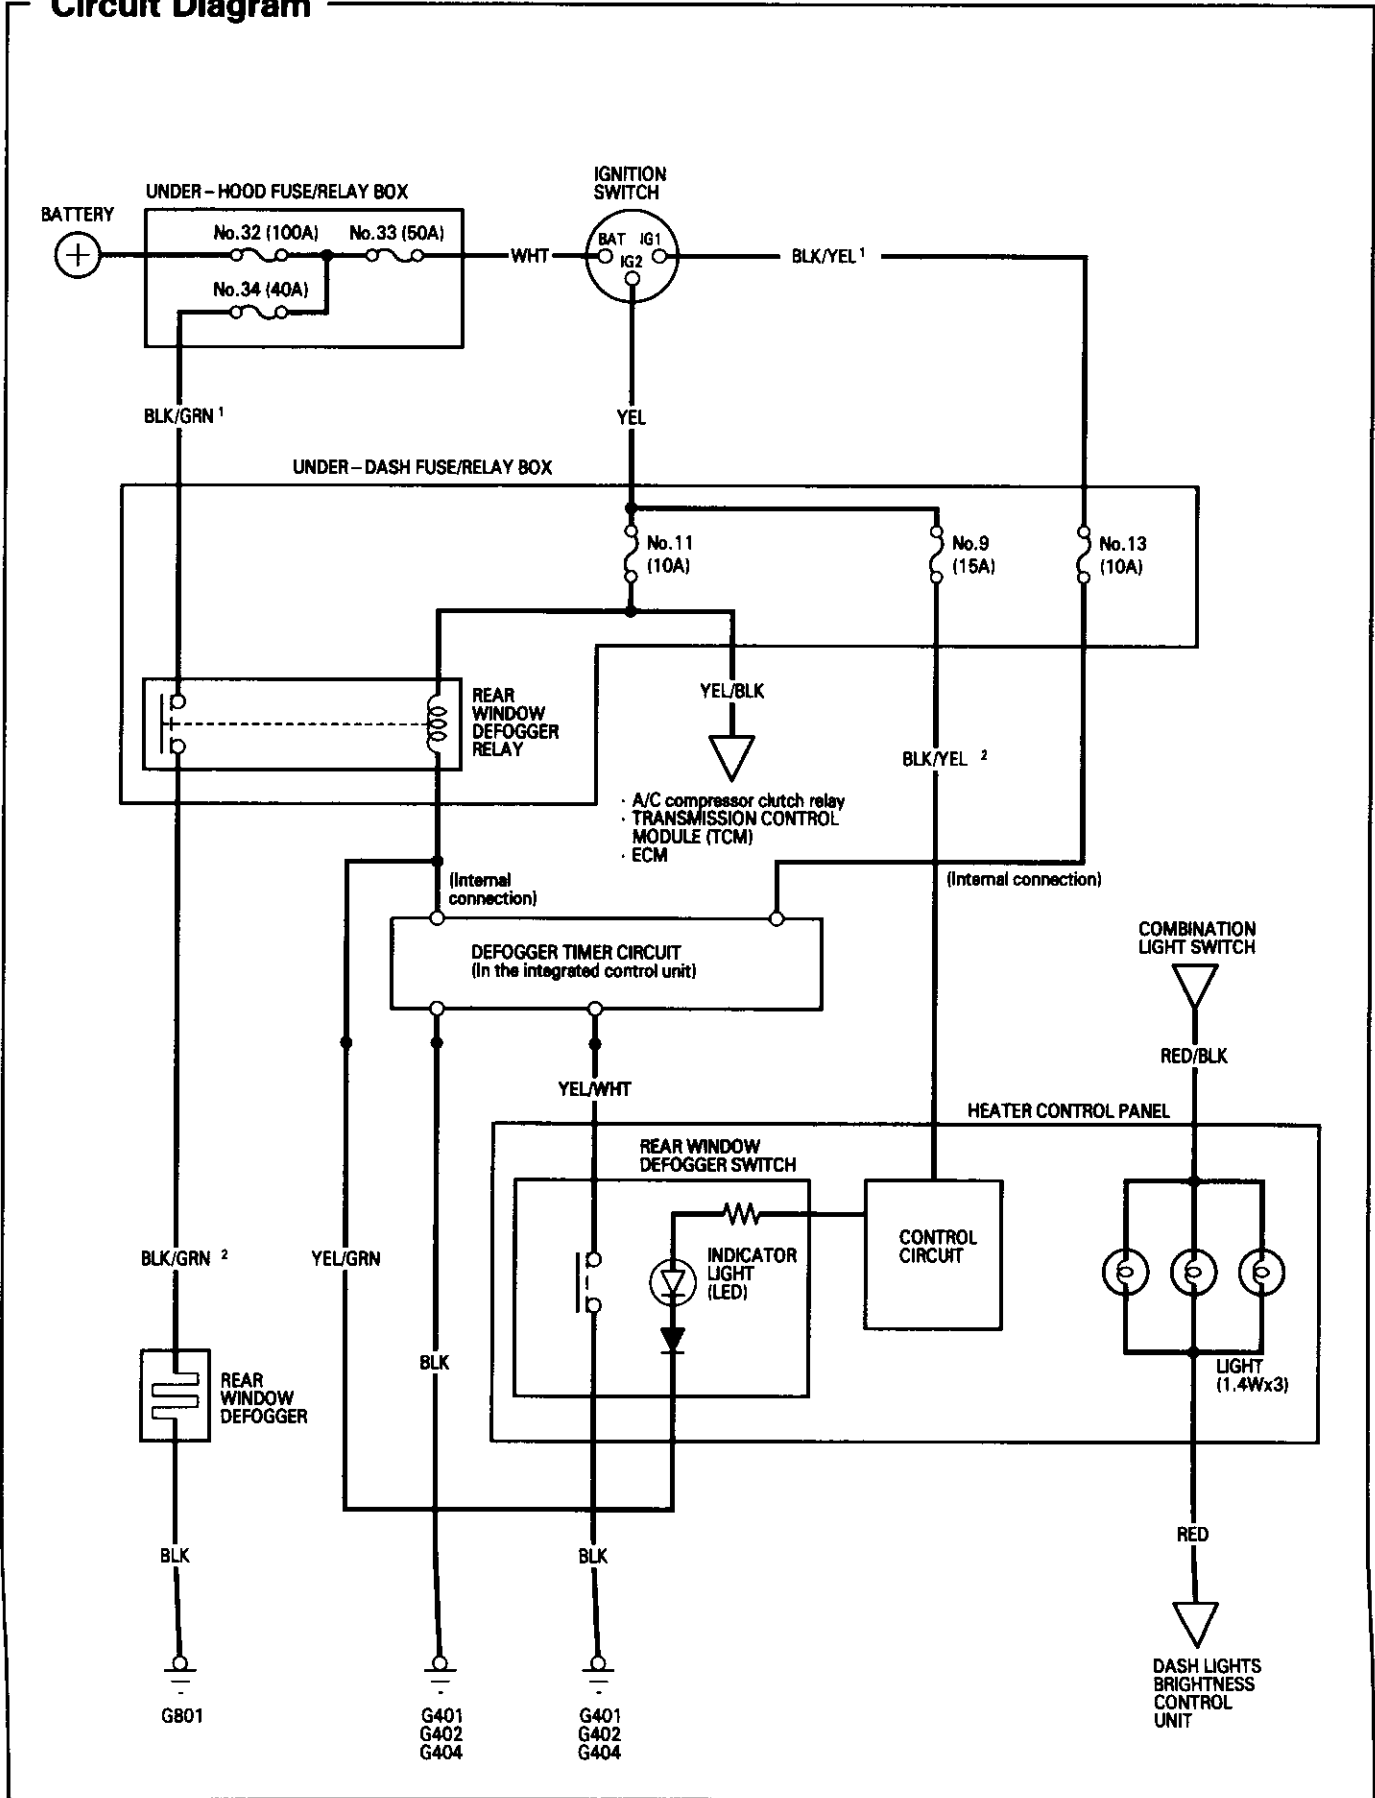 Circuit Diagram
UNDER-HOOD FUSE/RELAY BOX
IGNITION
SWITCH
BATTERY
+
No.32 (100A)
No.33 (50A)
No.34 (40A)
WHT
BAT
IG1
IG2
BLK/YEL 1
BLK/GRN 1
YEL
UNDER-DASH FUSE/RELAY BOX
No.11
(10A)
No.9
(15A)
No.13
(10A)
REAR
WINDOW
DEFOGGER
RELAY
YEL/BLK
BLK/YEL 2
· A/C compressor clutch relay
· TRANSMISSION CONTROL
MODULE (TCM)
· ECM
(Internal
connection)
(Internal connection)
DEFOGGER TIMER CIRCUIT
(In the integrated control unit)
COMBINATION
LIGHT SWITCH
RED/BLK
YEL/WHT
HEATER CONTROL PANEL
REAR WINDOW
DEFOGGER SWITCH
CONTROL
CIRCUIT
INDICATOR
LIGHT
(LED)
BLK/GRN 2
YEL/GRN
BLK
LIGHT
(1.4Wx3)
REAR
WINDOW
DEFOGGER
BLK
BLK
RED
G801
G401
G402
G404
G401
G402
G404
DASH LIGHTS
BRIGHTNESS
CONTROL
UNIT